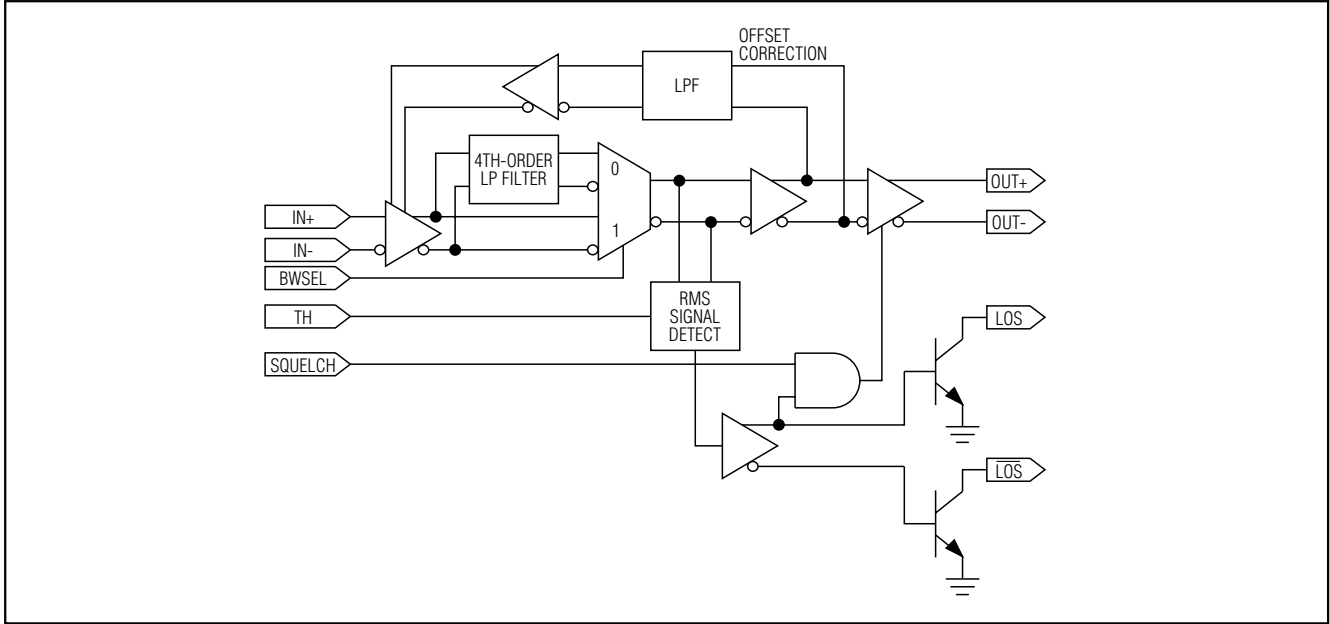 OFFSET
CORRECTION
LPF
4TH-ORDER
LP FILTER
0
1
IN+
IN-
BWSEL
TH
SQUELCH
RMS
SIGNAL
DETECT
OUT+
OUT-
LOS
L̅O̅S̅